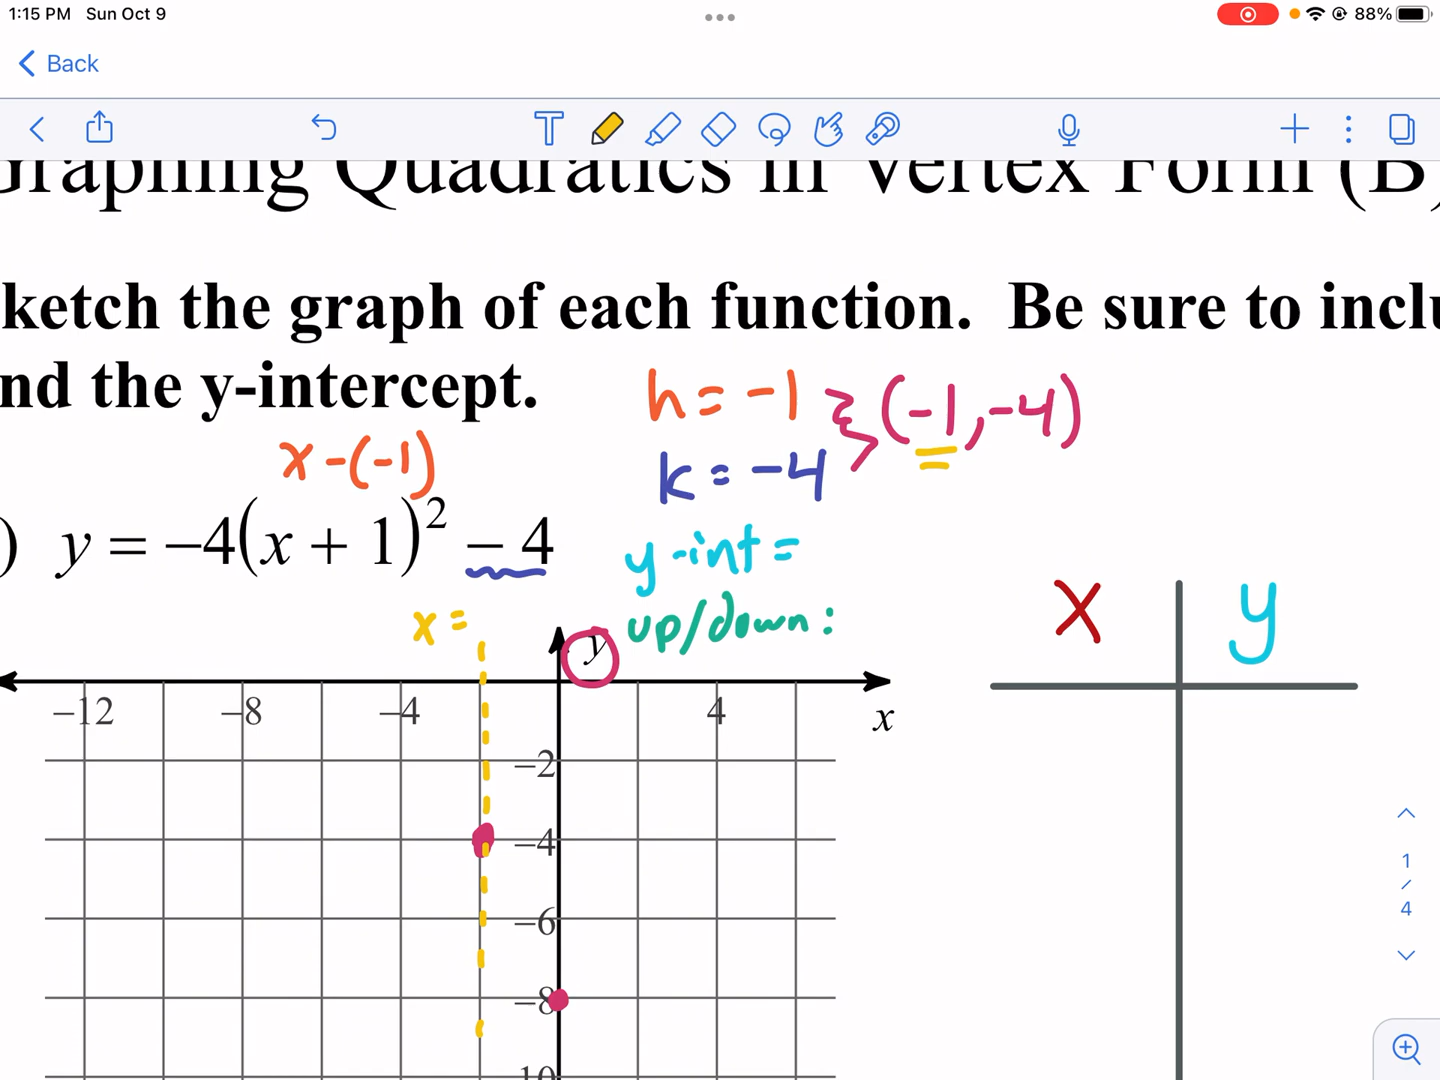 1:15 PM Sun Oct 9 88%
Back
Graphing Quadratics in Vertex Form (B)
ketch the graph of each function. Be sure to inclu
nd the y-intercept.
h = -1
(-1, -4)
x-(-1)
k = -4
) y = −4(x + 1)² − 4
y-int =
x =
up/down:
y
x y
−12 −8 −4 4 x
−2
−4
−6
−8
10
1
/
4